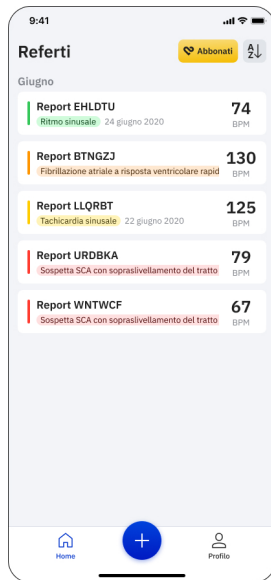 9:41
Referti
Abbonati
A
Z
Giugno
Report EHLDTU
74
Ritmo sinusale 24 giugno 2020
BPM
Report BTNGZJ
130
Fibrillazione atriale a risposta ventricolare rapid
BPM
Report LLQRBT
125
Tachicardia sinusale 22 giugno 2020
BPM
Report URDBKA
79
Sospetta SCA con sopraslivellamento del tratto
BPM
Report WNTWCF
67
Sospetta SCA con sopraslivellamento del tratto
BPM
Home
Profilo